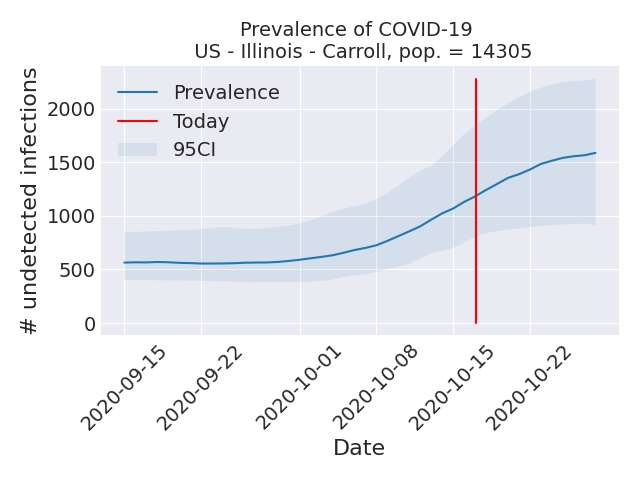 Prevalence of COVID-19
US - Illinois - Carroll, pop. = 14305
# undetected infections
2000
1500
1000
500
0
Prevalence
Today
95CI
2020-09-15
2020-09-22
2020-10-01
2020-10-08
2020-10-15
2020-10-22
Date